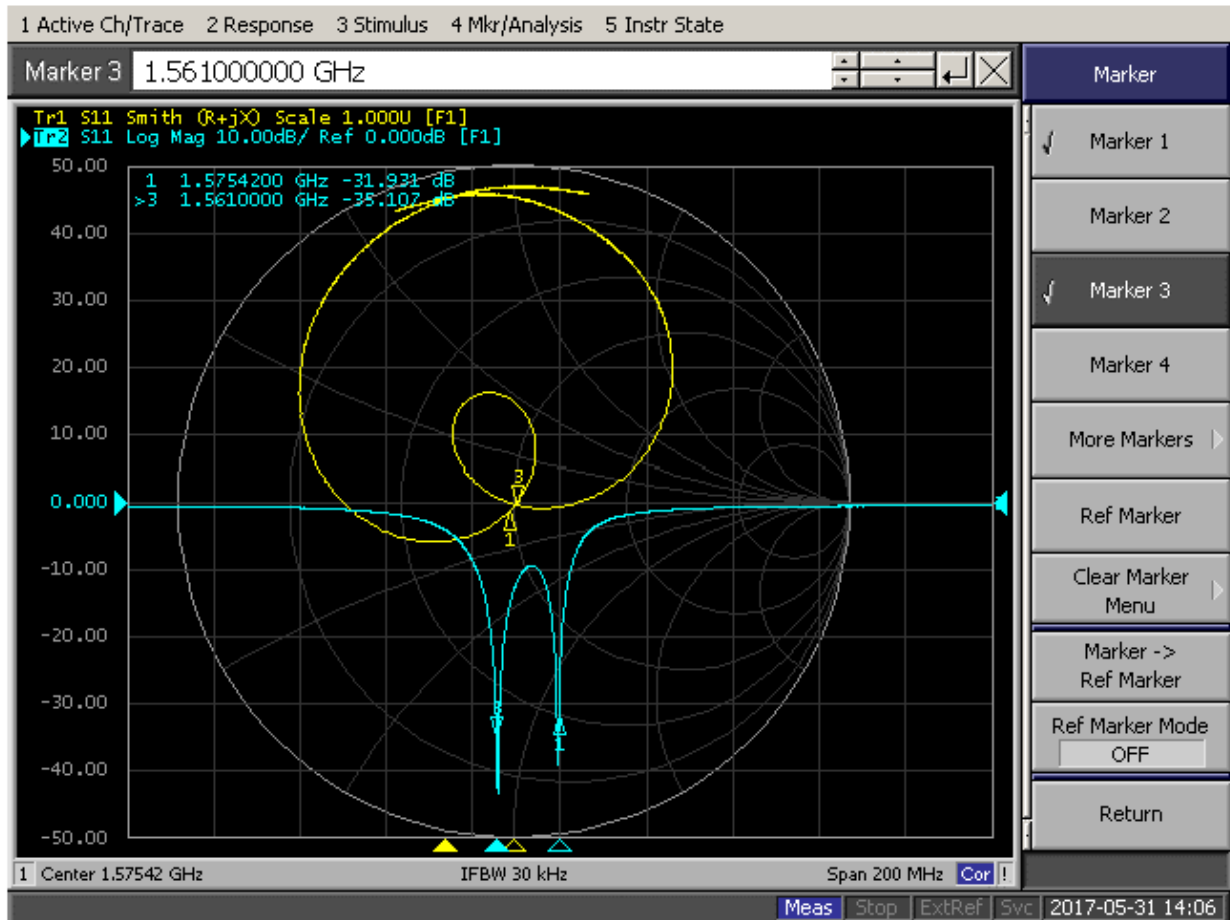 1 Active Ch/Trace 2 Response 3 Stimulus 4 Mkr/Analysis 5 Instr State
Marker 3 1.561000000 GHz
Tr1 S11 Smith (R+jX) Scale 1.000U [F1]
Tr2 S11 Log Mag 10.00dB/ Ref 0.000dB [F1]
1 1.5754200 GHz -31.931 dB
>3 1.5610000 GHz -35.107 dB
50.00
40.00
30.00
20.00
10.00
0.000
-10.00
-20.00
-30.00
-40.00
-50.00
3
1
3
1
1 Center 1.57542 GHz IFBW 30 kHz Span 200 MHz Cor !
Marker
Marker 1
Marker 2
Marker 3
Marker 4
More Markers
Ref Marker
Clear Marker
Menu
Marker ->
Ref Marker
Ref Marker Mode
OFF
Return
Meas Stop ExtRef Svc 2017-05-31 14:06